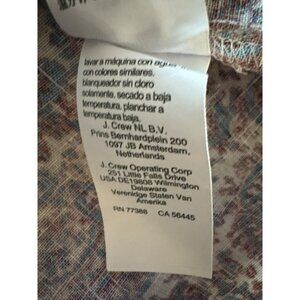 lavar a máquina con agua
con colores similares.
blanqueador sin cloro
solamente. secado a baja
temperatura. planchar a
temperatura baja.
J. Crew NL B.V.
Prins Bernhardplein 200
1097 JB Amsterdam,
Netherlands
J. Crew Operating Corp
251 Little Falls Drive
USA DE19808 Wilmington
Delaware
Verenidge Staten Van
Amerika
RN 77388 CA 56445